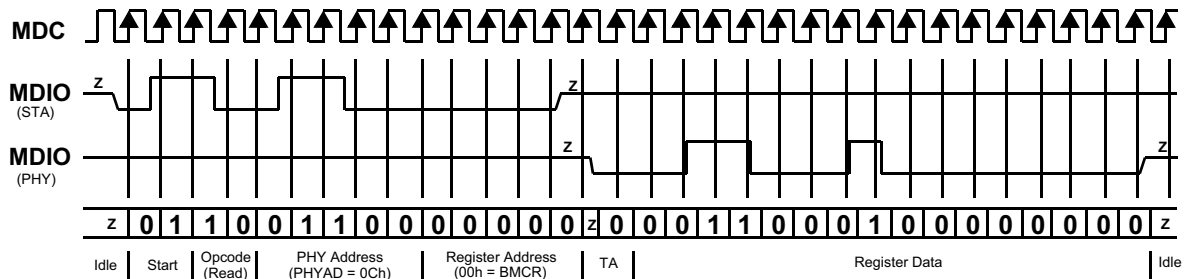 MDC
MDIO
(STA)
z
z
MDIO
(PHY)
z
z
z 0 1 1 0 0 1 1 0 0 0 0 0 0 0 z 0 0 0 1 1 0 0 0 1 0 0 0 0 0 0 0 0 z
Idle
Start
Opcode
(Read)
PHY Address
(PHYAD = 0Ch)
Register Address
(00h = BMCR)
TA
Register Data
Idle